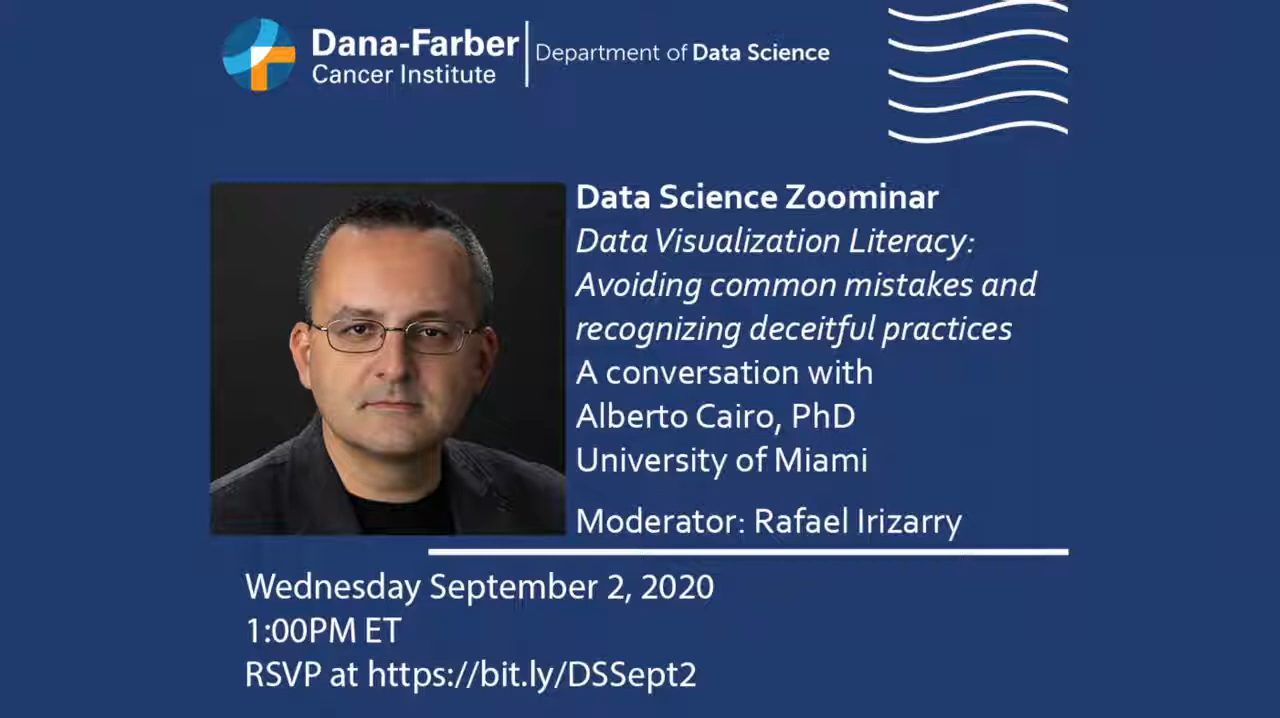 Dana-Farber
Cancer Institute
Department of Data Science
Data Science Zoominar
Data Visualization Literacy:
Avoiding common mistakes and
recognizing deceitful practices
A conversation with
Alberto Cairo, PhD
University of Miami
Moderator: Rafael Irizarry
Wednesday September 2, 2020
1:00PM ET
RSVP at https://bit.ly/DSSept2